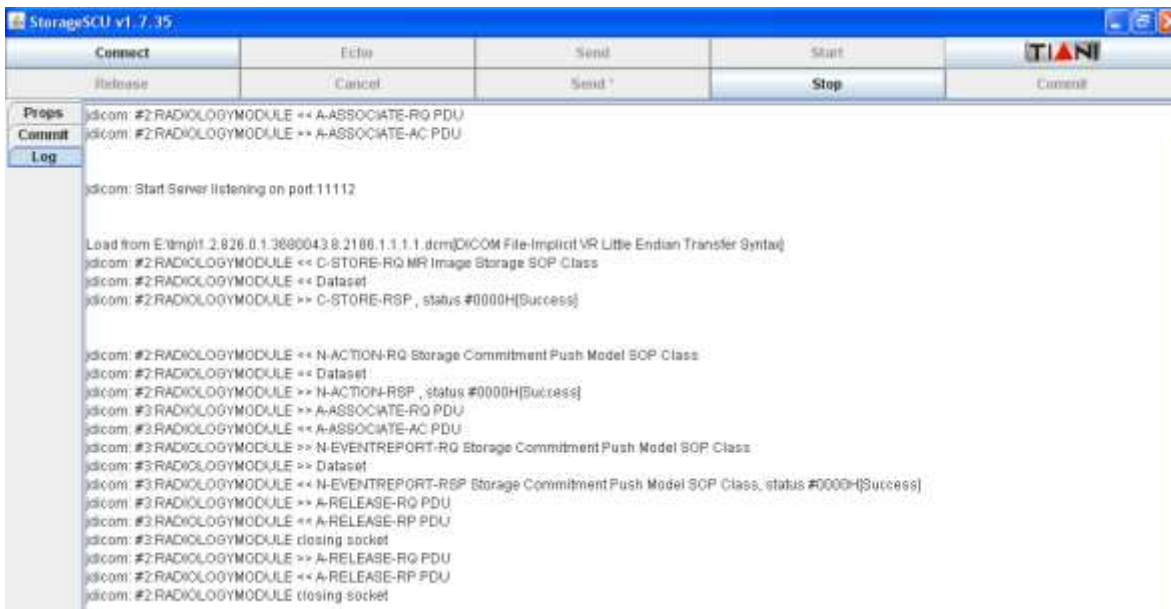 StorageSCU v1.7.35
Connect Echo Send Start TIANI
Release Cancel Send * Stop Commit
Props
Commit
Log
jdicom: #2:RADIOLOGYMODULE << A-ASSOCIATE-RQ PDU
jdicom: #2:RADIOLOGYMODULE >> A-ASSOCIATE-AC PDU
jdicom: Start Server listening on port 11112
Load from E:\tmp\1.2.826.0.1.3680043.8.2186.1.1.1.1.dcm[DICOM File-Implicit VR Little Endian Transfer Syntax]
jdicom: #2:RADIOLOGYMODULE << C-STORE-RQ MR Image Storage SOP Class
jdicom: #2:RADIOLOGYMODULE << Dataset
jdicom: #2:RADIOLOGYMODULE >> C-STORE-RSP , status #0000H[Success]
jdicom: #2:RADIOLOGYMODULE << N-ACTION-RQ Storage Commitment Push Model SOP Class
jdicom: #2:RADIOLOGYMODULE << Dataset
jdicom: #2:RADIOLOGYMODULE >> N-ACTION-RSP , status #0000H[Success]
jdicom: #3:RADIOLOGYMODULE >> A-ASSOCIATE-RQ PDU
jdicom: #3:RADIOLOGYMODULE << A-ASSOCIATE-AC PDU
jdicom: #3:RADIOLOGYMODULE >> N-EVENTREPORT-RQ Storage Commitment Push Model SOP Class
jdicom: #3:RADIOLOGYMODULE >> Dataset
jdicom: #3:RADIOLOGYMODULE << N-EVENTREPORT-RSP Storage Commitment Push Model SOP Class, status #0000H[Success]
jdicom: #3:RADIOLOGYMODULE >> A-RELEASE-RQ PDU
jdicom: #3:RADIOLOGYMODULE << A-RELEASE-RP PDU
jdicom: #3:RADIOLOGYMODULE closing socket
jdicom: #2:RADIOLOGYMODULE >> A-RELEASE-RQ PDU
jdicom: #2:RADIOLOGYMODULE << A-RELEASE-RP PDU
jdicom: #2:RADIOLOGYMODULE closing socket